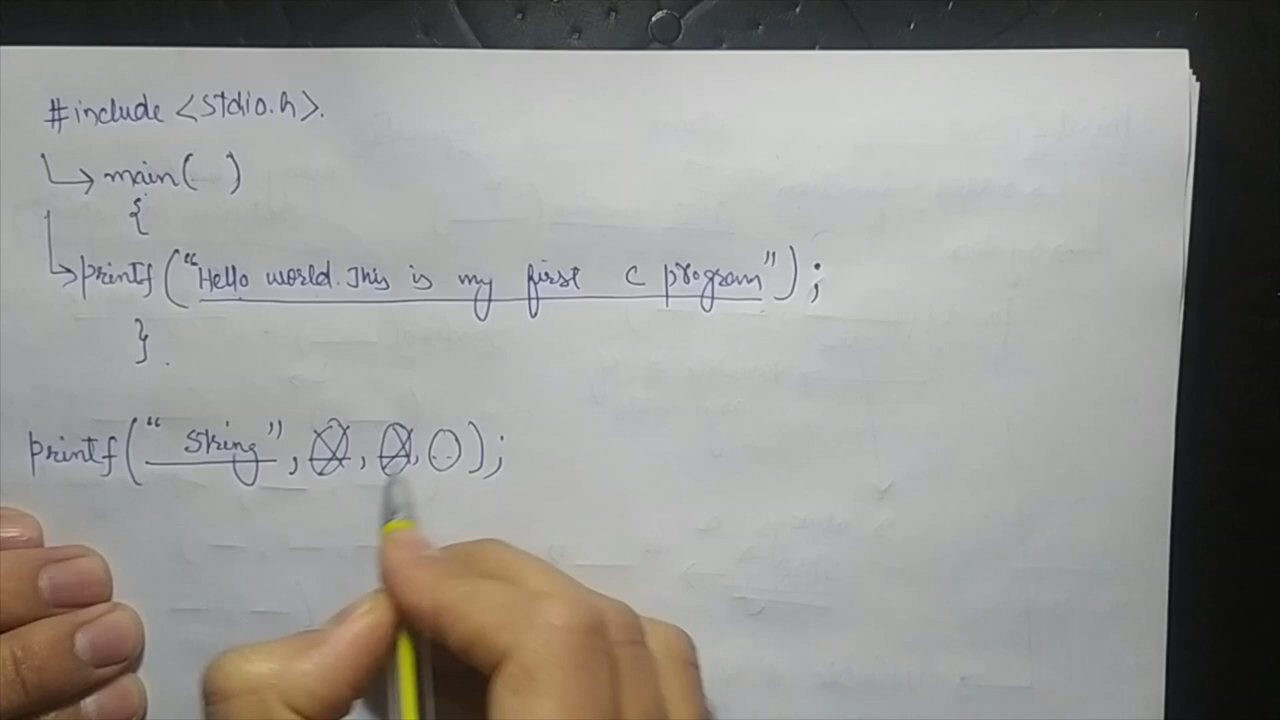 #include <stdio.h>.
main( )
{
printf("Hello world. This is my first C program");
}.
printf("String", , , );